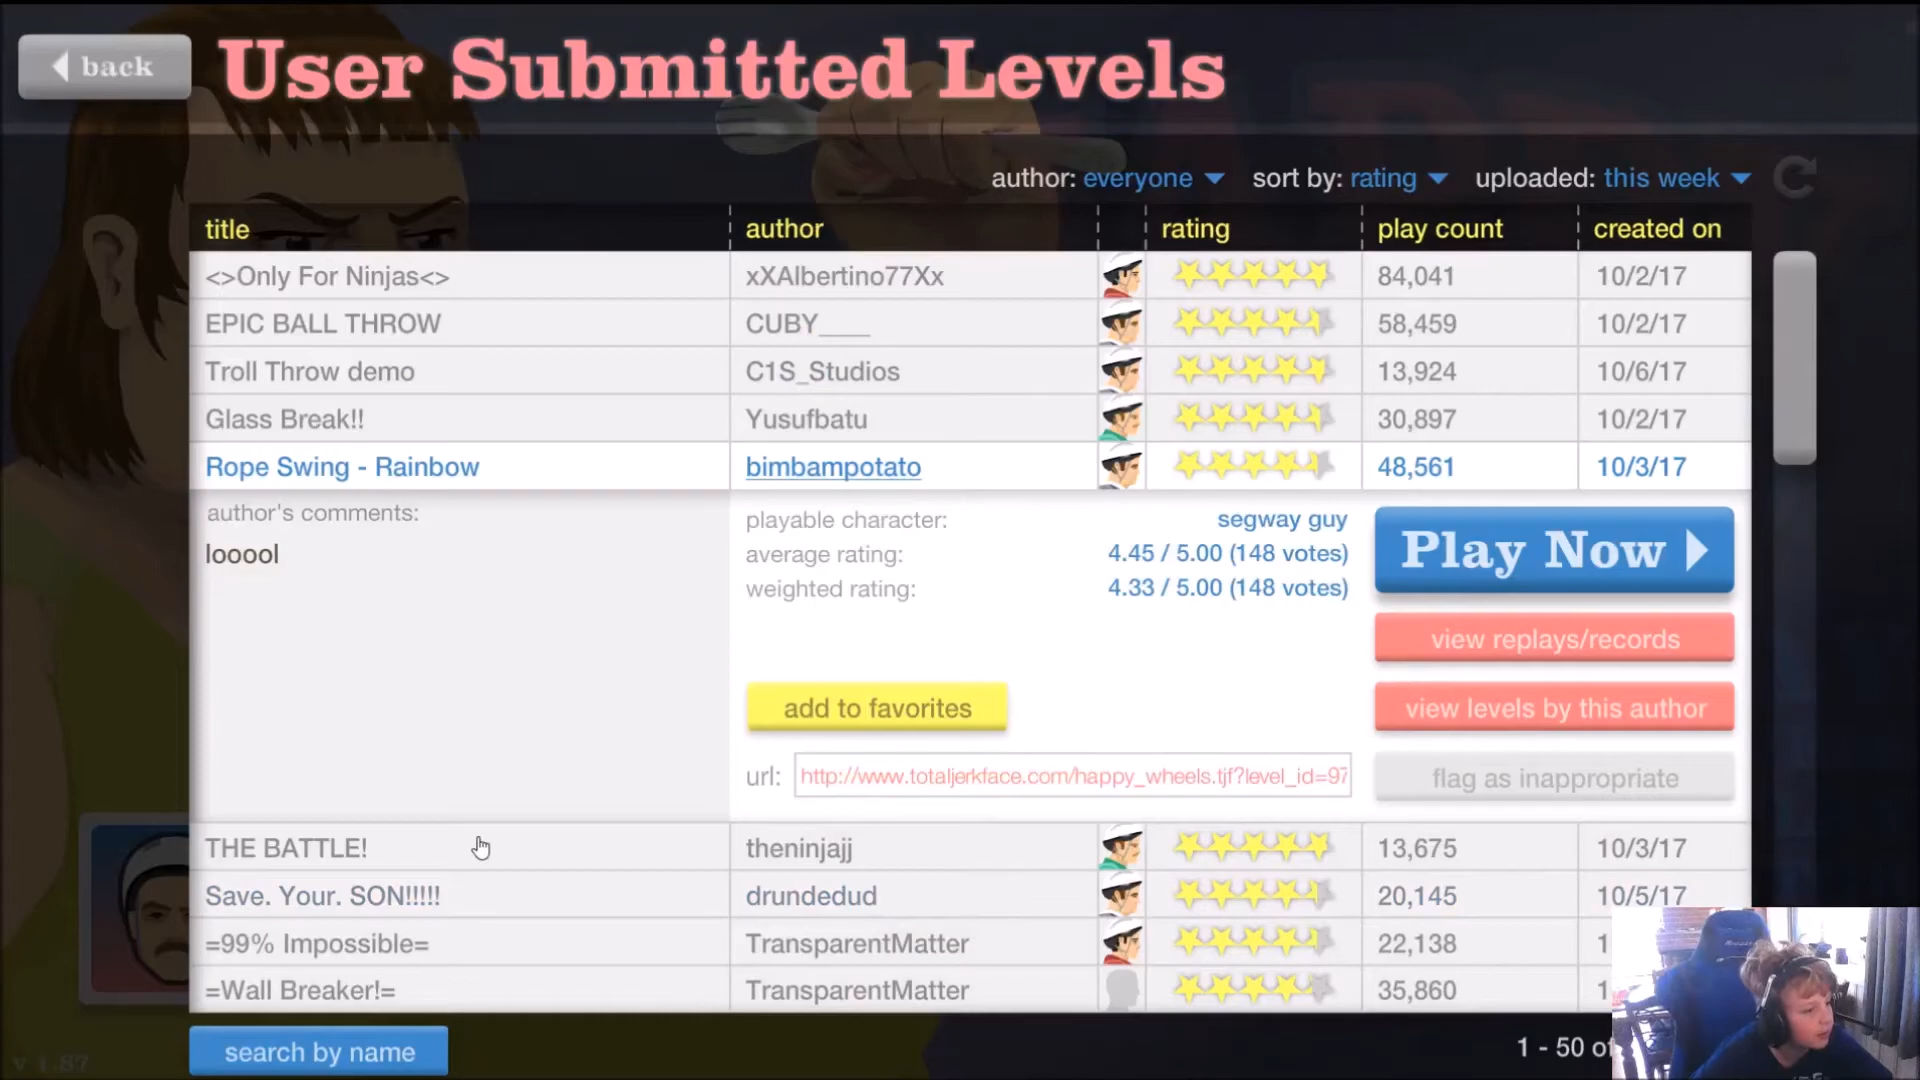 back
User Submitted Levels
author: everyone sort by: rating uploaded: this week
title author rating play count created on
<>Only For Ninjas<> xXAlbertino77Xx 84,041 10/2/17
EPIC BALL THROW CUBY____ 58,459 10/2/17
Troll Throw demo C1S_Studios 13,924 10/6/17
Glass Break!! Yusufbatu 30,897 10/2/17
Rope Swing - Rainbow bimbampotato 48,561 10/3/17
author's comments:
looool
playable character: segway guy
average rating: 4.45 / 5.00 (148 votes)
weighted rating: 4.33 / 5.00 (148 votes)
Play Now
view replays/records
add to favorites
view levels by this author
url: http://www.totaljerkface.com/happy_wheels.tjf?level_id=97
flag as inappropriate
THE BATTLE! theninjajj 13,675 10/3/17
Save. Your. SON!!!!! drundedud 20,145 10/5/17
=99% Impossible= TransparentMatter 22,138 1
=Wall Breaker!= TransparentMatter 35,860 1
search by name
1 - 50 of
v 1.87